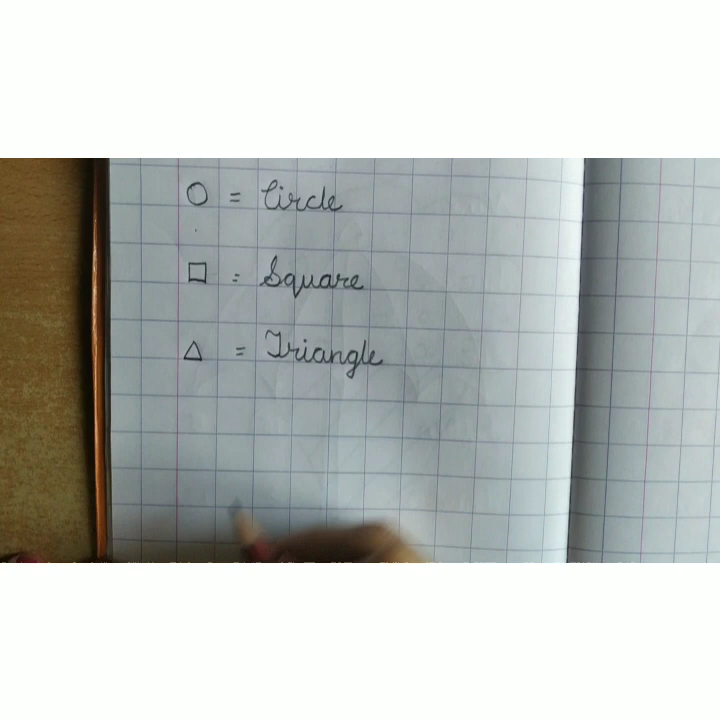 ○ = Circle
□ = Square
△ = Triangle